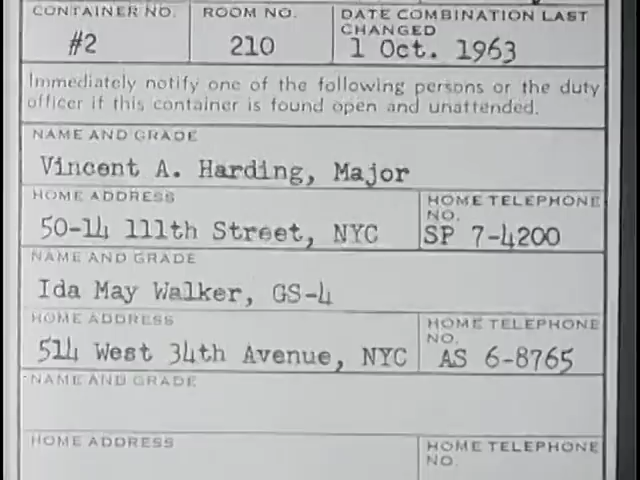 CONTAINER NO. ROOM NO. DATE COMBINATION LAST
CHANGED
#2 210 1 Oct. 1963
Immediately notify one of the following persons or the duty
officer if this container is found open and unattended.
NAME AND GRADE
Vincent A. Harding, Major
HOME ADDRESS HOME TELEPHONE
NO.
50-14 111th Street, NYC SP 7-4200
NAME AND GRADE
Ida May Walker, GS-4
HOME ADDRESS HOME TELEPHONE
NO.
514 West 34th Avenue, NYC AS 6-8765
NAME AND GRADE
HOME ADDRESS HOME TELEPHONE
NO.